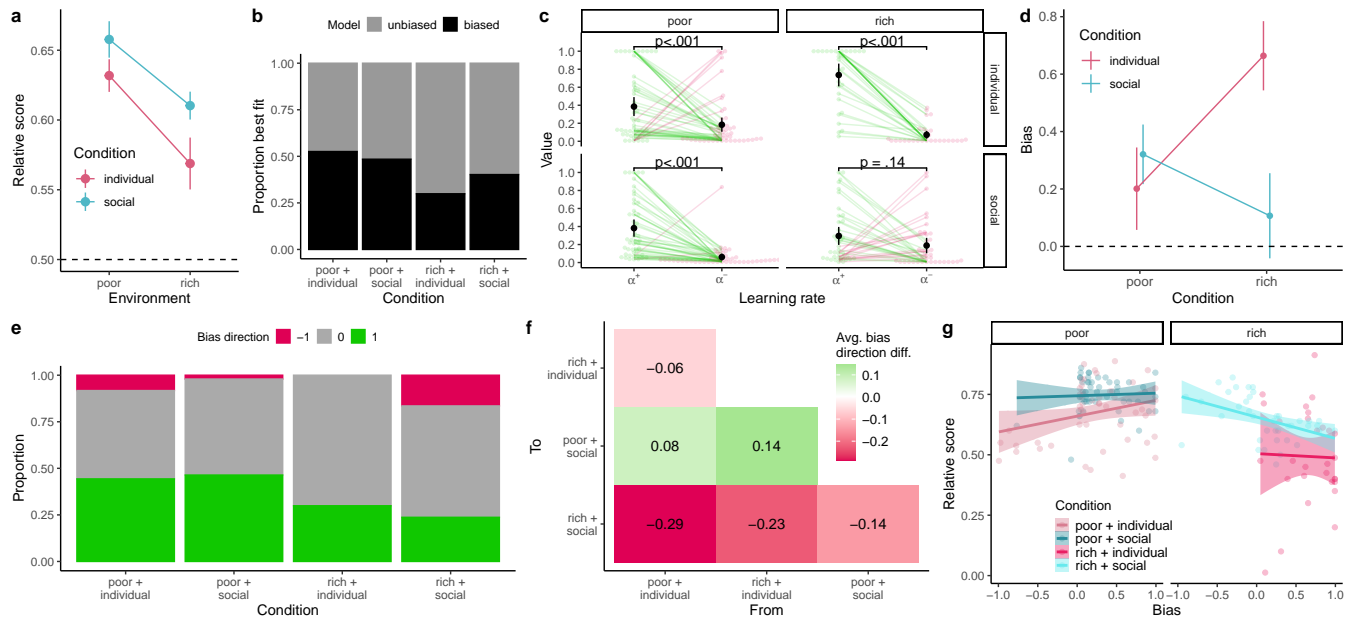 a
Relative score
0.65
0.60
0.55
0.50
Condition
individual
social
poor
rich
Environment
b
Model
unbiased
biased
Proportion best fit
1.00
0.75
0.50
0.25
0.00
poor +
individual
poor +
social
rich +
individual
rich +
social
Condition
c
poor
rich
individual
social
Value
1.0
0.8
0.6
0.4
0.2
0.0
1.0
0.8
0.6
0.4
0.2
0.0
p<.001
p<.001
p<.001
p = .14
α+
α−
α+
α−
Learning rate
d
Bias
0.8
0.6
0.4
0.2
0.0
Condition
individual
social
poor
rich
Condition
e
Bias direction
−1
0
1
Proportion
1.00
0.75
0.50
0.25
0.00
poor +
individual
poor +
social
rich +
individual
rich +
social
Condition
f
To
rich +
individual
poor +
social
rich +
social
−0.06
0.08
0.14
−0.29
−0.23
−0.14
Avg. bias
direction diff.
0.1
0.0
−0.1
−0.2
poor +
individual
rich +
individual
poor +
social
From
g
poor
rich
Relative score
0.75
0.50
0.25
0.00
Condition
poor + individual
poor + social
rich + individual
rich + social
−1.0
−0.5
0.0
0.5
1.0
−1.0
−0.5
0.0
0.5
1.0
Bias